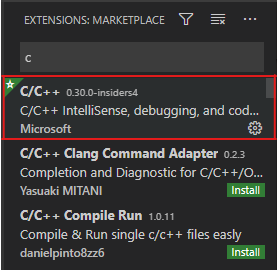 EXTENSIONS: MARKETPLACE
c
C/C++ 0.30.0-insiders4
C/C++ IntelliSense, debugging, and cod...
Microsoft
C/C++ Clang Command Adapter 0.2.3
Completion and Diagnostic for C/C++/O...
Yasuaki MITANI Install
C/C++ Compile Run 1.0.11
Compile & Run single c/c++ files easly
danielpinto8zz6 Install